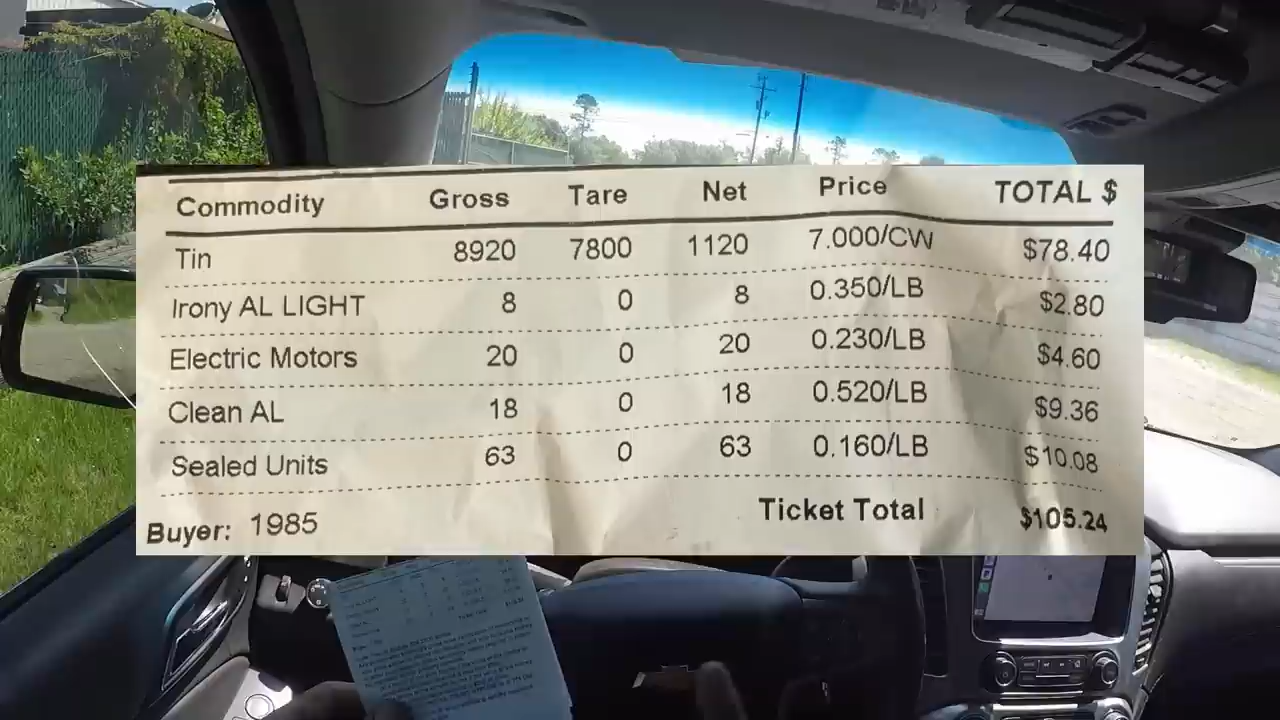 Commodity Gross Tare Net Price TOTAL $
Tin 8920 7800 1120 7.000/CW $78.40
Irony AL LIGHT 8 0 8 0.350/LB $2.80
Electric Motors 20 0 20 0.230/LB $4.60
Clean AL 18 0 18 0.520/LB $9.36
Sealed Units 63 0 63 0.160/LB $10.08
Buyer: 1985 Ticket Total $105.24